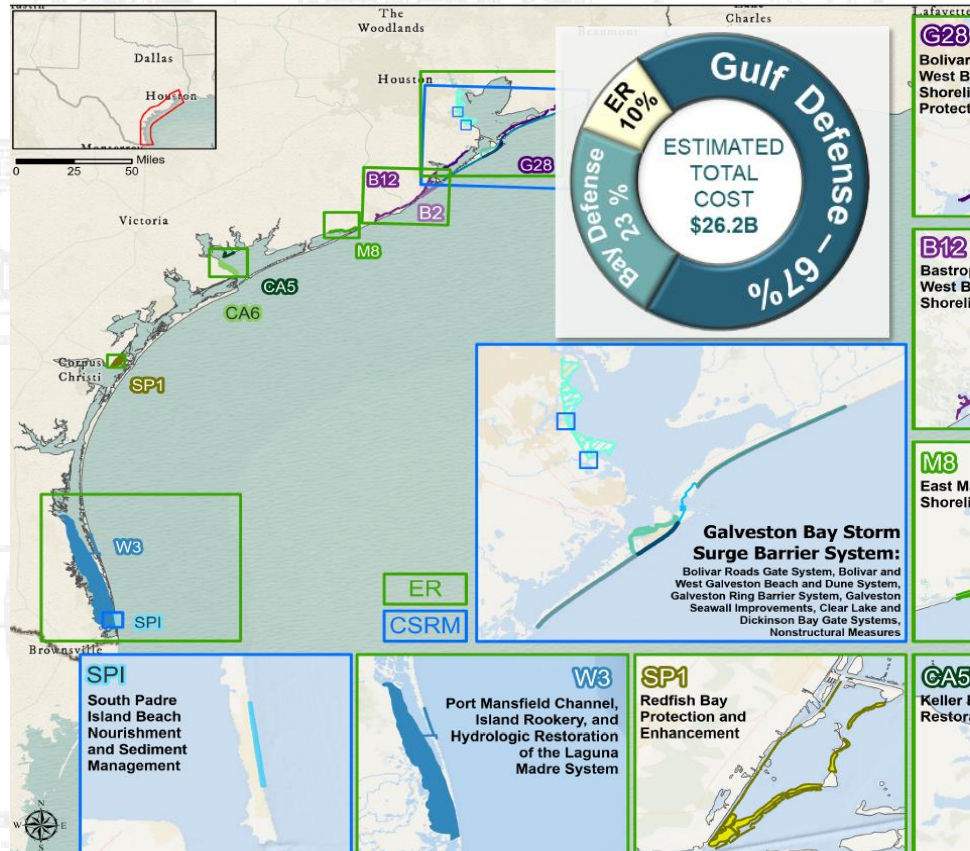 The
Woodlands
Charles
Lafayette
Beaumont
Dallas
Houston
Miles
0 25 50
Houston
Victoria
Corpus
Christi
Brownsville
G28
B12
B2
M8
CA5
CA6
SP1
W3
SPI
ER
CSRM
Gulf Defense – 67%
Bay Defense
23 %
ER
10%
ESTIMATED
TOTAL
COST
$26.2B
Galveston Bay Storm
Surge Barrier System:
Bolivar Roads Gate System, Bolivar and
West Galveston Beach and Dune System,
Galveston Ring Barrier System, Galveston
Seawall Improvements, Clear Lake and
Dickinson Bay Gate Systems,
Nonstructural Measures
G28
Bolivar
West B
Shoreli
Protect
B12
Bastrop
West B
Shoreli
M8
East Ma
Shoreli
SPI
South Padre
Island Beach
Nourishment
and Sediment
Management
W3
Port Mansfield Channel,
Island Rookery, and
Hydrologic Restoration
of the Laguna
Madre System
SP1
Redfish Bay
Protection and
Enhancement
CA5
Keller
Restora
N
W E
S